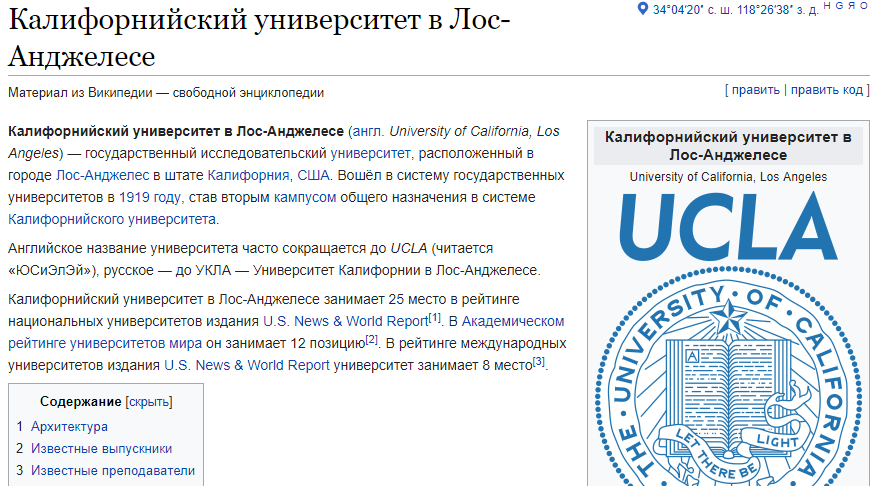 Калифорнийский университет в Лос-
Анджелесе
34°04′20″ с. ш. 118°26′38″ з. д. H G Я O
Материал из Википедии — свободной энциклопедии
[ править | править код ]
Калифорнийский университет в Лос-Анджелесе (англ. University of California, Los
Angeles) — государственный исследовательский университет, расположенный в
городе Лос-Анджелес в штате Калифорния, США. Вошёл в систему государственных
университетов в 1919 году, став вторым кампусом общего назначения в системе
Калифорнийского университета.
Английское название университета часто сокращается до UCLA (читается
«ЮСиЭлЭй»), русское — до УКЛА — Университет Калифорнии в Лос-Анджелесе.
Калифорнийский университет в Лос-Анджелесе занимает 25 место в рейтинге
национальных университетов издания U.S. News & World Report[1]. В Академическом
рейтинге университетов мира он занимает 12 позицию[2]. В рейтинге международных
университетов издания U.S. News & World Report университет занимает 8 место[3].
Содержание [скрыть]
1 Архитектура
2 Известные выпускники
3 Известные преподаватели
Калифорнийский университет в
Лос-Анджелесе
University of California, Los Angeles
UCLA
THE UNIVERSITY OF CALIFORNIA
A
LET THERE BE
LIGHT